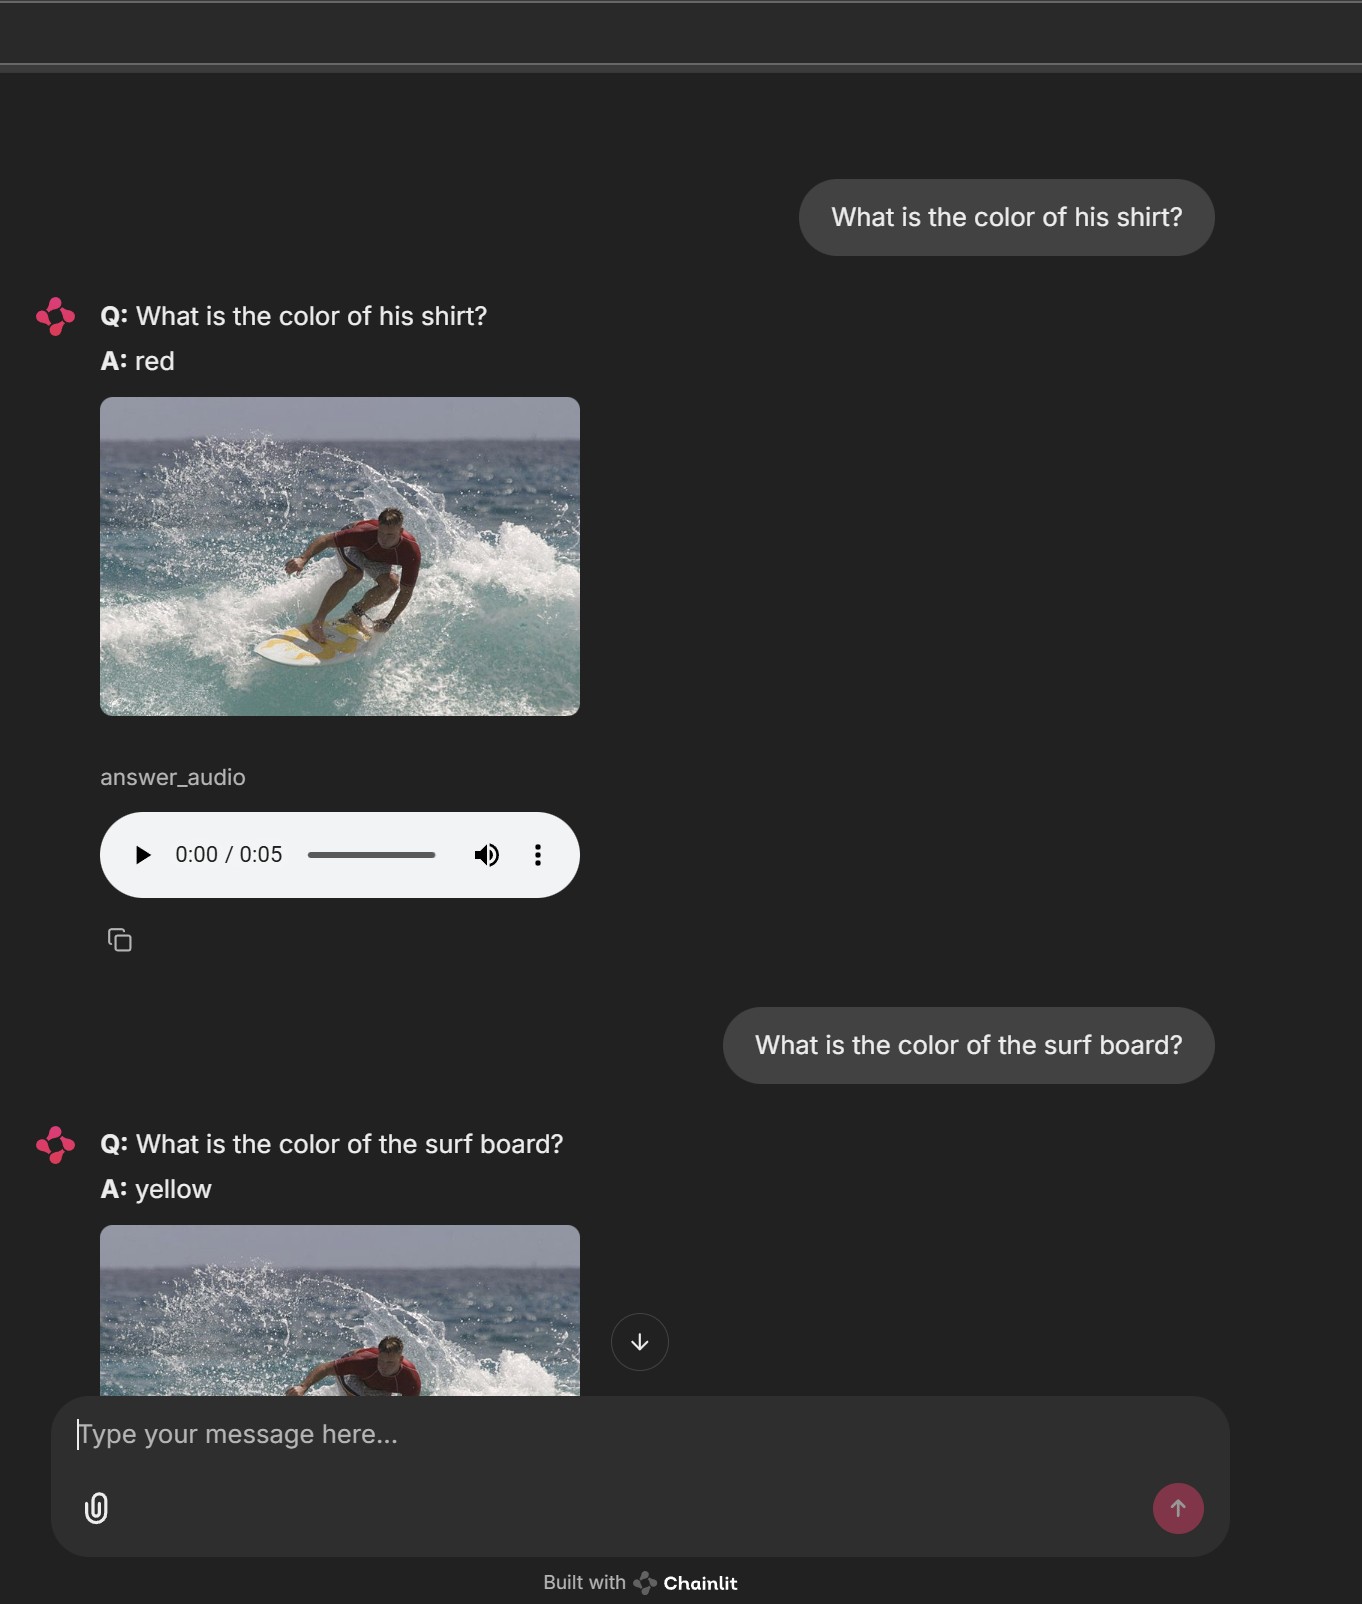 What is the color of his shirt?
Q: What is the color of his shirt?
A: red
answer_audio
0:00 / 0:05
What is the color of the surf board?
Q: What is the color of the surf board?
A: yellow
Type your message here...
Built with Chainlit